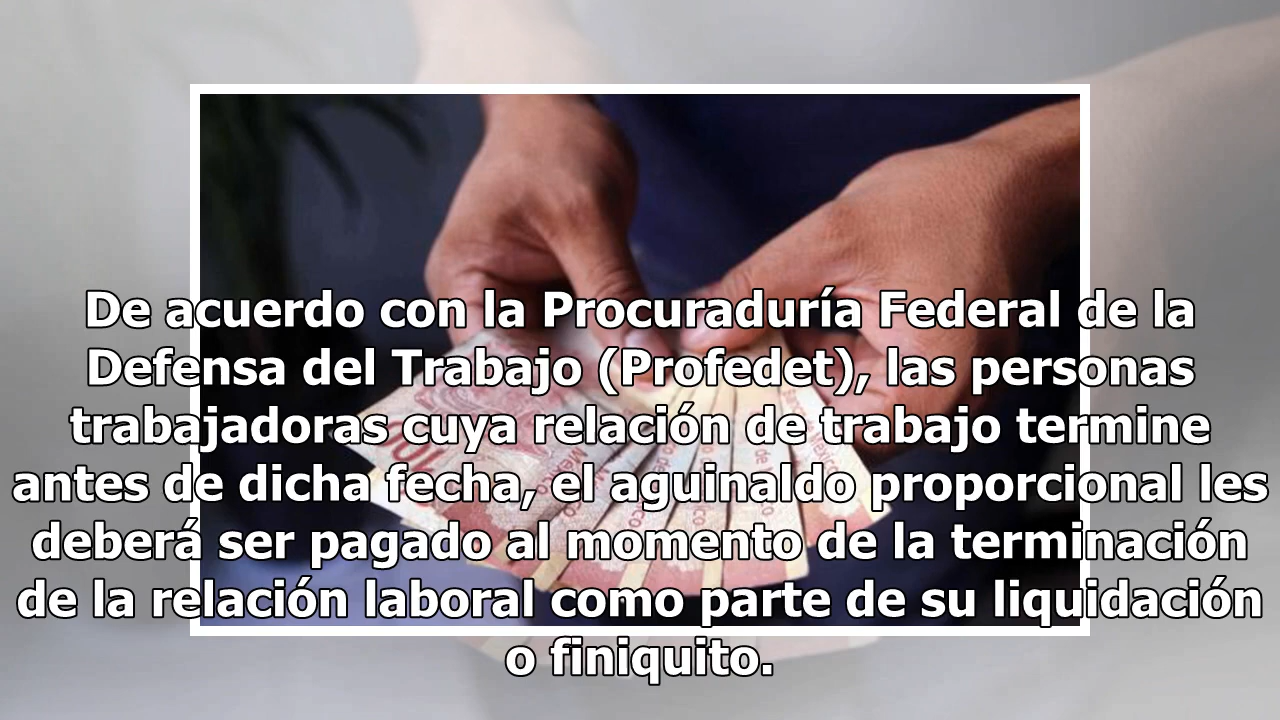 De acuerdo con la Procuraduría Federal de la
Defensa del Trabajo (Profedet), las personas
trabajadoras cuya relación de trabajo termine
antes de dicha fecha, el aguinaldo proporcional les
deberá ser pagado al momento de la terminación
de la relación laboral como parte de su liquidación
o finiquito.